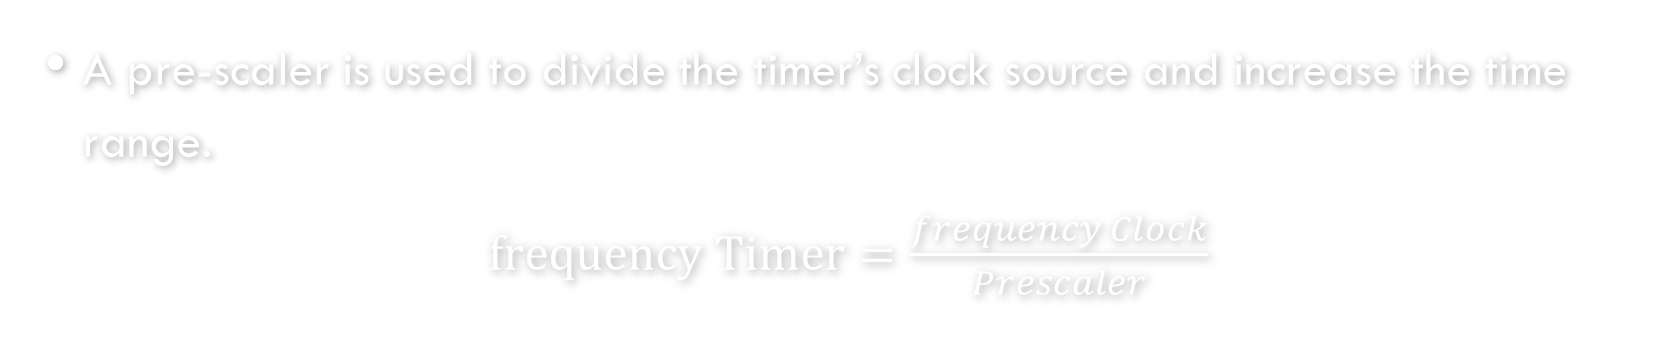 • A pre-scaler is used to divide the timer’s clock source and increase the time
range.
frequency Timer = frequency Clock / Prescaler